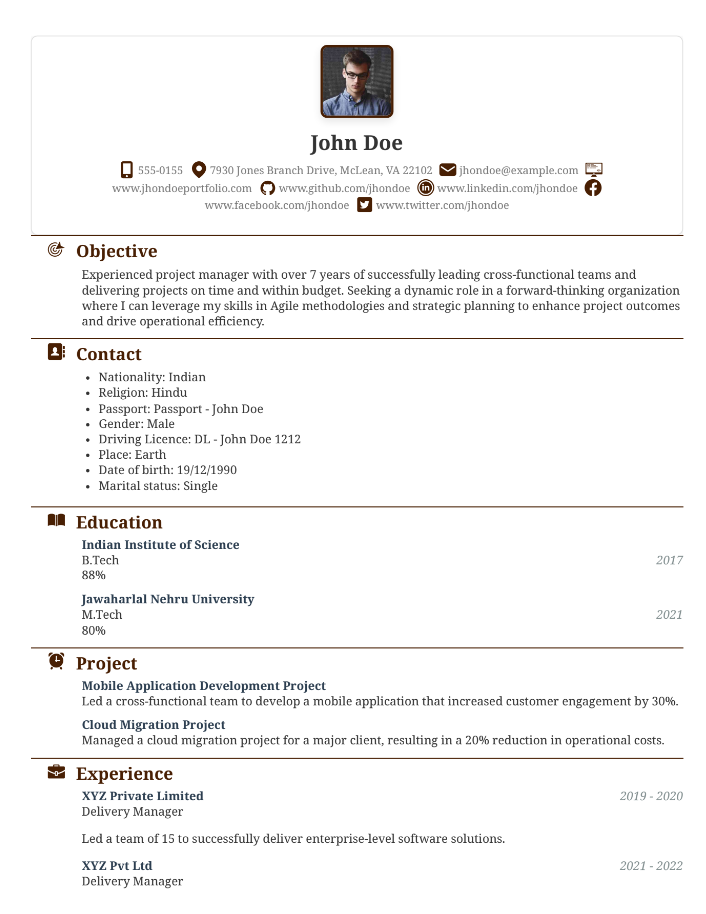 John Doe
555-0155 7930 Jones Branch Drive, McLean, VA 22102 jhondoe@example.com
www.jhondoeportfolio.com www.github.com/jhondoe www.linkedin.com/jhondoe
www.facebook.com/jhondoe www.twitter.com/jhondoe
Objective
Experienced project manager with over 7 years of successfully leading cross-functional teams and
delivering projects on time and within budget. Seeking a dynamic role in a forward-thinking organization
where I can leverage my skills in Agile methodologies and strategic planning to enhance project outcomes
and drive operational efficiency.
Contact
• Nationality: Indian
• Religion: Hindu
• Passport: Passport - John Doe
• Gender: Male
• Driving Licence: DL - John Doe 1212
• Place: Earth
• Date of birth: 19/12/1990
• Marital status: Single
Education
Indian Institute of Science
B.Tech 2017
88%
Jawaharlal Nehru University
M.Tech 2021
80%
Project
Mobile Application Development Project
Led a cross-functional team to develop a mobile application that increased customer engagement by 30%.
Cloud Migration Project
Managed a cloud migration project for a major client, resulting in a 20% reduction in operational costs.
Experience
XYZ Private Limited 2019 - 2020
Delivery Manager
Led a team of 15 to successfully deliver enterprise-level software solutions.
XYZ Pvt Ltd 2021 - 2022
Delivery Manager